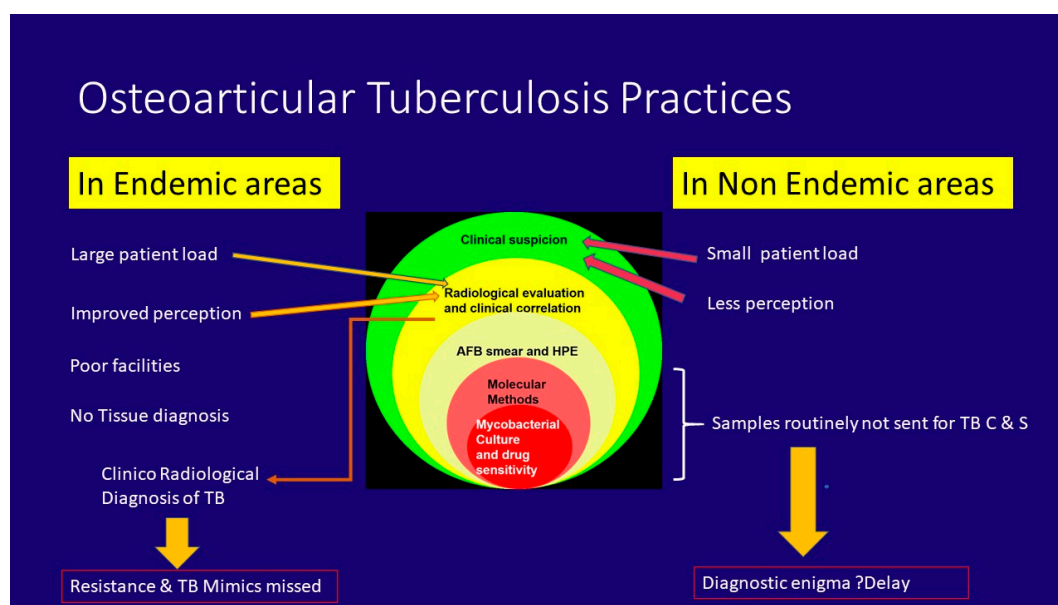 Osteoarticular Tuberculosis Practices
In Endemic areas
In Non Endemic areas
Large patient load
Improved perception
Poor facilities
No Tissue diagnosis
Clinico Radiological
Diagnosis of TB
Resistance & TB Mimics missed
Clinical suspicion
Radiological evaluation
and clinical correlation
AFB smear and HPE
Molecular
Methods
Mycobacterial
Culture
and drug
sensitivity
Small patient load
Less perception
Samples routinely not sent for TB C & S
Diagnostic enigma ?Delay